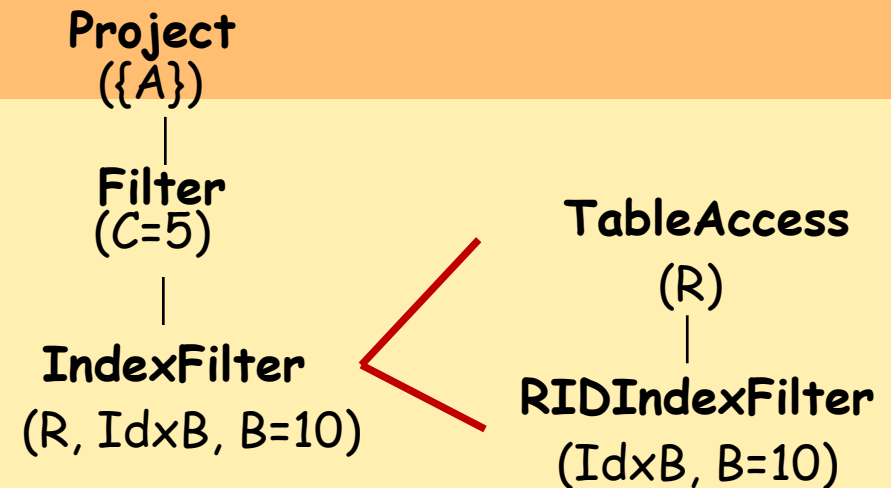 Project
({A})
Filter
(C=5)
IndexFilter
(R, IdxB, B=10)
TableAccess
(R)
RIDIndexFilter
(IdxB, B=10)